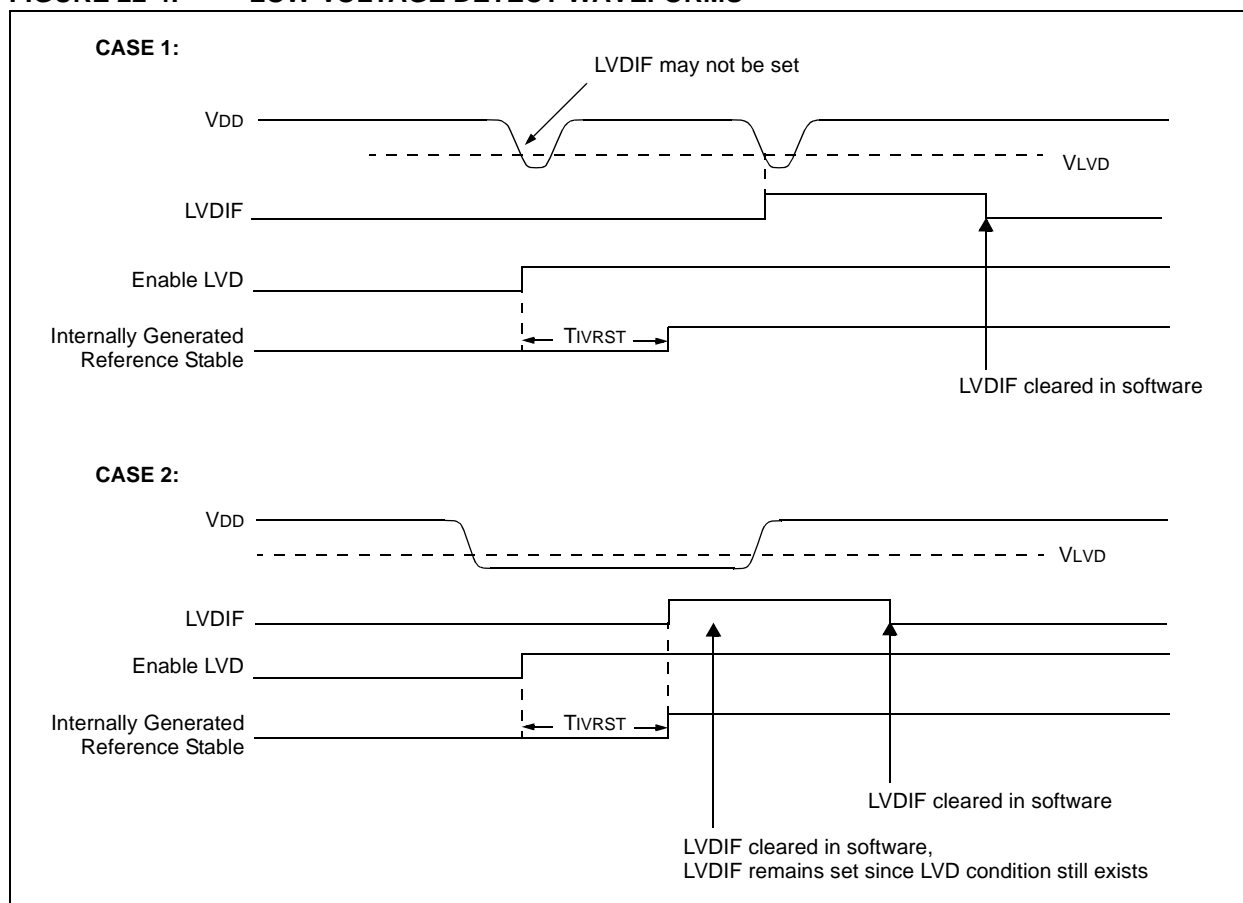 CASE 1:
LVDIF may not be set
VDD
VLVD
LVDIF
Enable LVD
Internally Generated
Reference Stable
TIVRST
LVDIF cleared in software
CASE 2:
VDD
VLVD
LVDIF
Enable LVD
Internally Generated
Reference Stable
TIVRST
LVDIF cleared in software
LVDIF cleared in software,
LVDIF remains set since LVD condition still exists